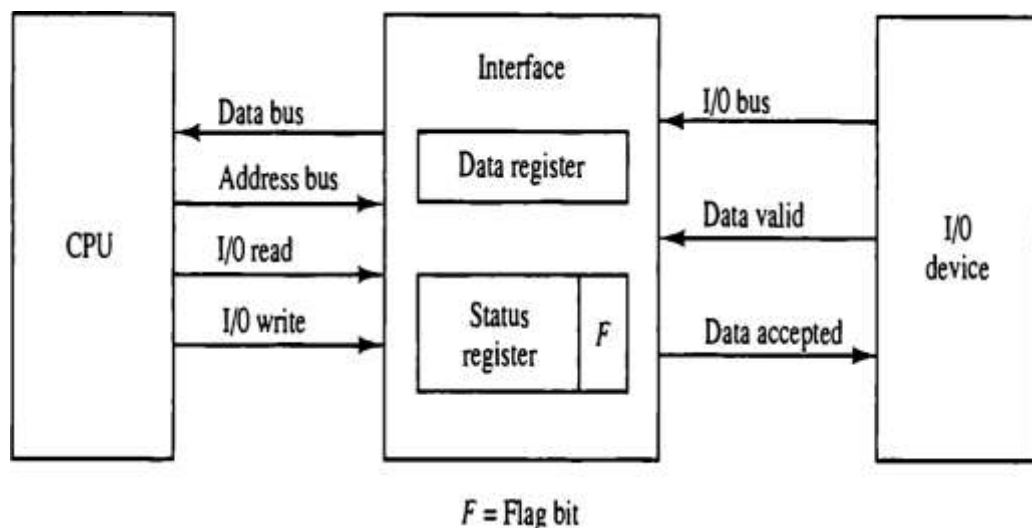 Interface
Data bus
I/O bus
Data register
Address bus
Data valid
CPU
I/O read
I/O
device
I/O write
Status
register
F
Data accepted
F = Flag bit